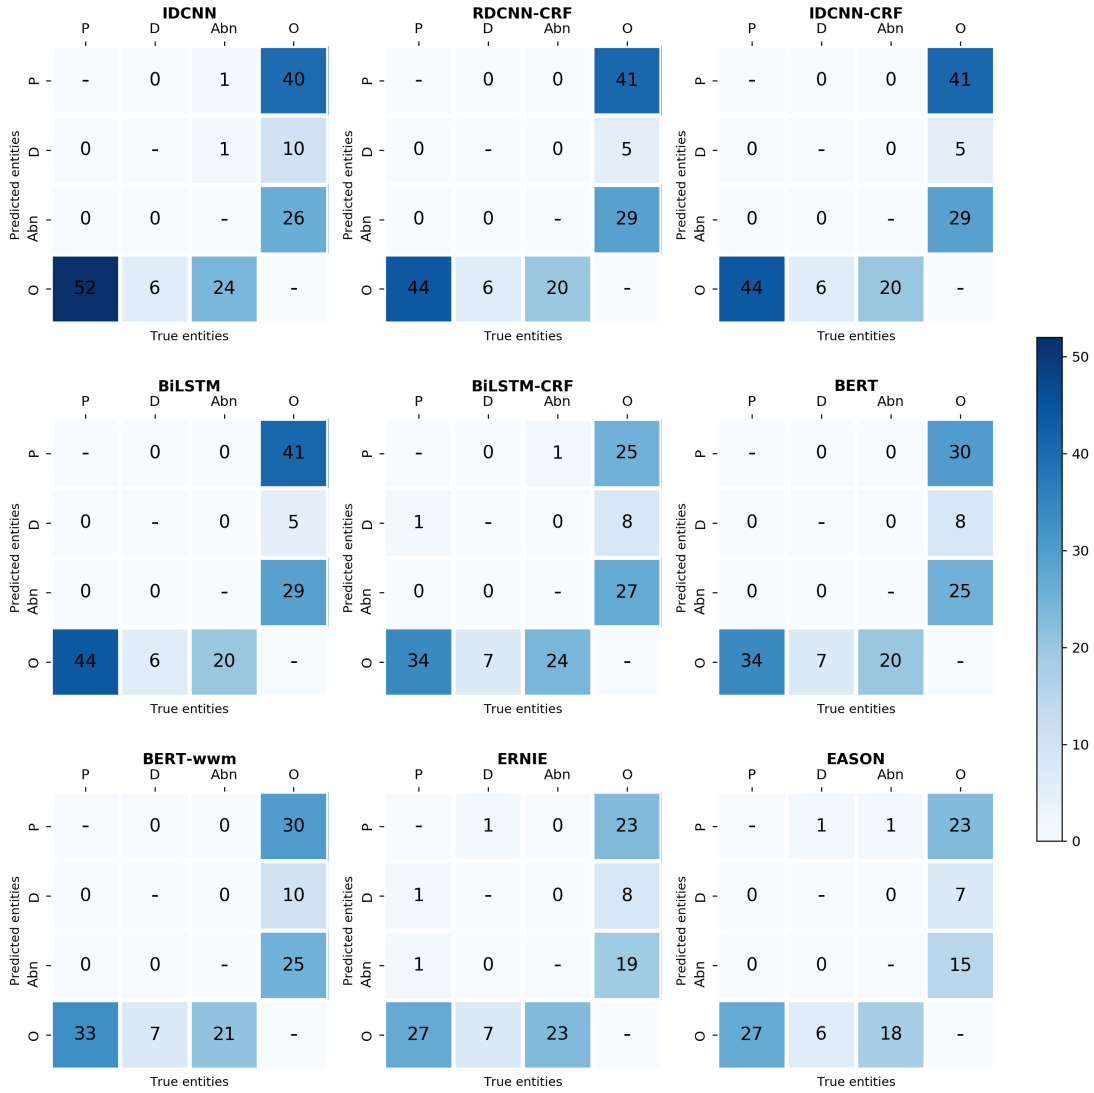 IDCNN RDCNN-CRF IDCNN-CRF
P D Abn O P D Abn O P D Abn O
P - 0 1 40 P - 0 0 41 P - 0 0 41
D 0 - 1 10 D 0 - 0 5 D 0 - 0 5
Abn 0 0 - 26 Abn 0 0 - 29 Abn 0 0 - 29
O 52 6 24 - O 44 6 20 - O 44 6 20 -
Predicted entities Predicted entities Predicted entities
True entities True entities True entities
BiLSTM BiLSTM-CRF BERT
P D Abn O P D Abn O P D Abn O
P - 0 0 41 P - 0 1 25 P - 0 0 30
D 0 - 0 5 D 1 - 0 8 D 0 - 0 8
Abn 0 0 - 29 Abn 0 0 - 27 Abn 0 0 - 25
O 44 6 20 - O 34 7 24 - O 34 7 20 -
Predicted entities Predicted entities Predicted entities
True entities True entities True entities
BERT-wwm ERNIE EASON
P D Abn O P D Abn O P D Abn O
P - 0 0 30 P - 1 0 23 P - 1 1 23
D 0 - 0 10 D 1 - 0 8 D 0 - 0 7
Abn 0 0 - 25 Abn 1 0 - 19 Abn 0 0 - 15
O 33 7 21 - O 27 7 23 - O 27 6 18 -
Predicted entities Predicted entities Predicted entities
True entities True entities True entities
50
40
30
20
10
0